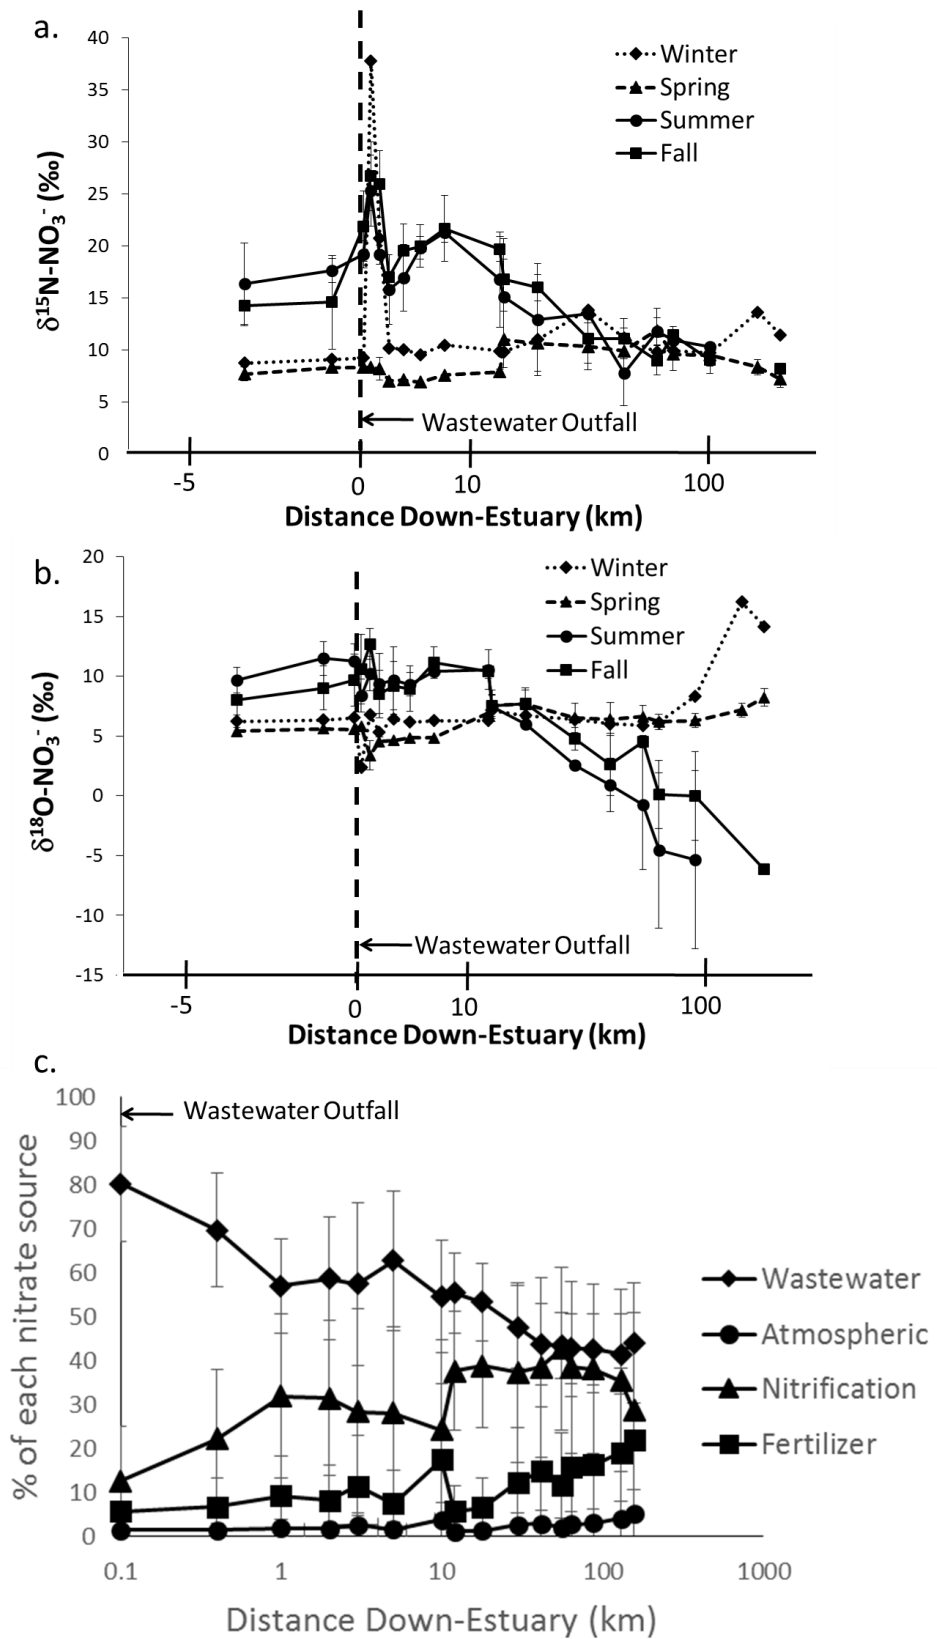 a.
40
35
30
25
20
15
10
5
0
δ¹⁵N-NO₃⁻ (‰)
Winter
Spring
Summer
Fall
Wastewater Outfall
-5
0
10
100
Distance Down-Estuary (km)
b.
20
15
10
5
0
-5
-10
-15
δ¹⁸O-NO₃⁻ (‰)
Winter
Spring
Summer
Fall
Wastewater Outfall
-5
0
10
100
Distance Down-Estuary (km)
c.
100
90
80
70
60
50
40
30
20
10
0
% of each nitrate source
Wastewater Outfall
Wastewater
Atmospheric
Nitrification
Fertilizer
0.1
1
10
100
1000
Distance Down-Estuary (km)